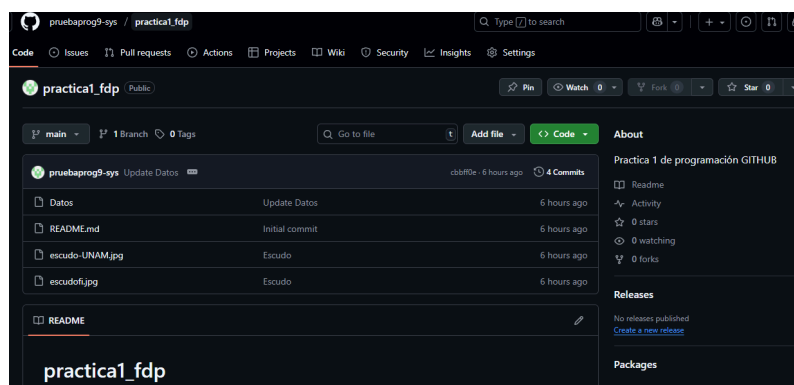 pruebaprog9-sys / practica1_fdp
Type / to search
Code Issues Pull requests Actions Projects Wiki Security Insights Settings
practica1_fdp Public
Pin Watch 0 Fork 0 Star 0
main 1 Branch 0 Tags Go to file t Add file Code
pruebaprog9-sys Update Datos cbbff0e · 6 hours ago 4 Commits
Datos Update Datos 6 hours ago
README.md Initial commit 6 hours ago
escudo-UNAM.jpg Escudo 6 hours ago
escudofi.jpg Escudo 6 hours ago
README
practica1_fdp
About
Practica 1 de programación GITHUB
Readme
Activity
0 stars
0 watching
0 forks
Releases
No releases published
Create a new release
Packages